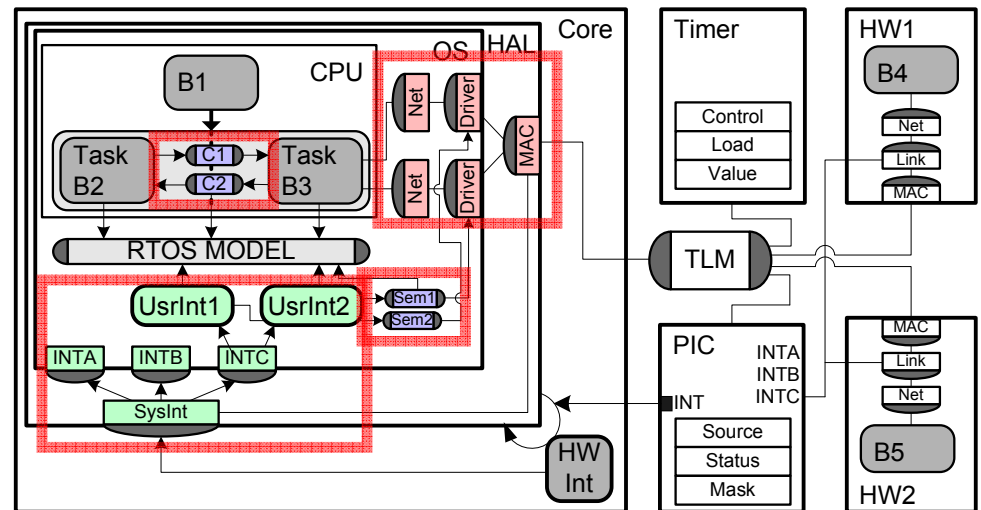 Core
HAL
OS
CPU
B1
Task
B2
C1
C2
Task
B3
Net
Driver
Net
Driver
MAC
RTOS MODEL
UsrInt1
UsrInt2
Sem1
Sem2
INTA
INTB
INTC
SysInt
HW
Int
Timer
Control
Load
Value
TLM
PIC
INTA
INTB
INTC
INT
Source
Status
Mask
HW1
B4
Net
Link
MAC
MAC
Link
Net
B5
HW2